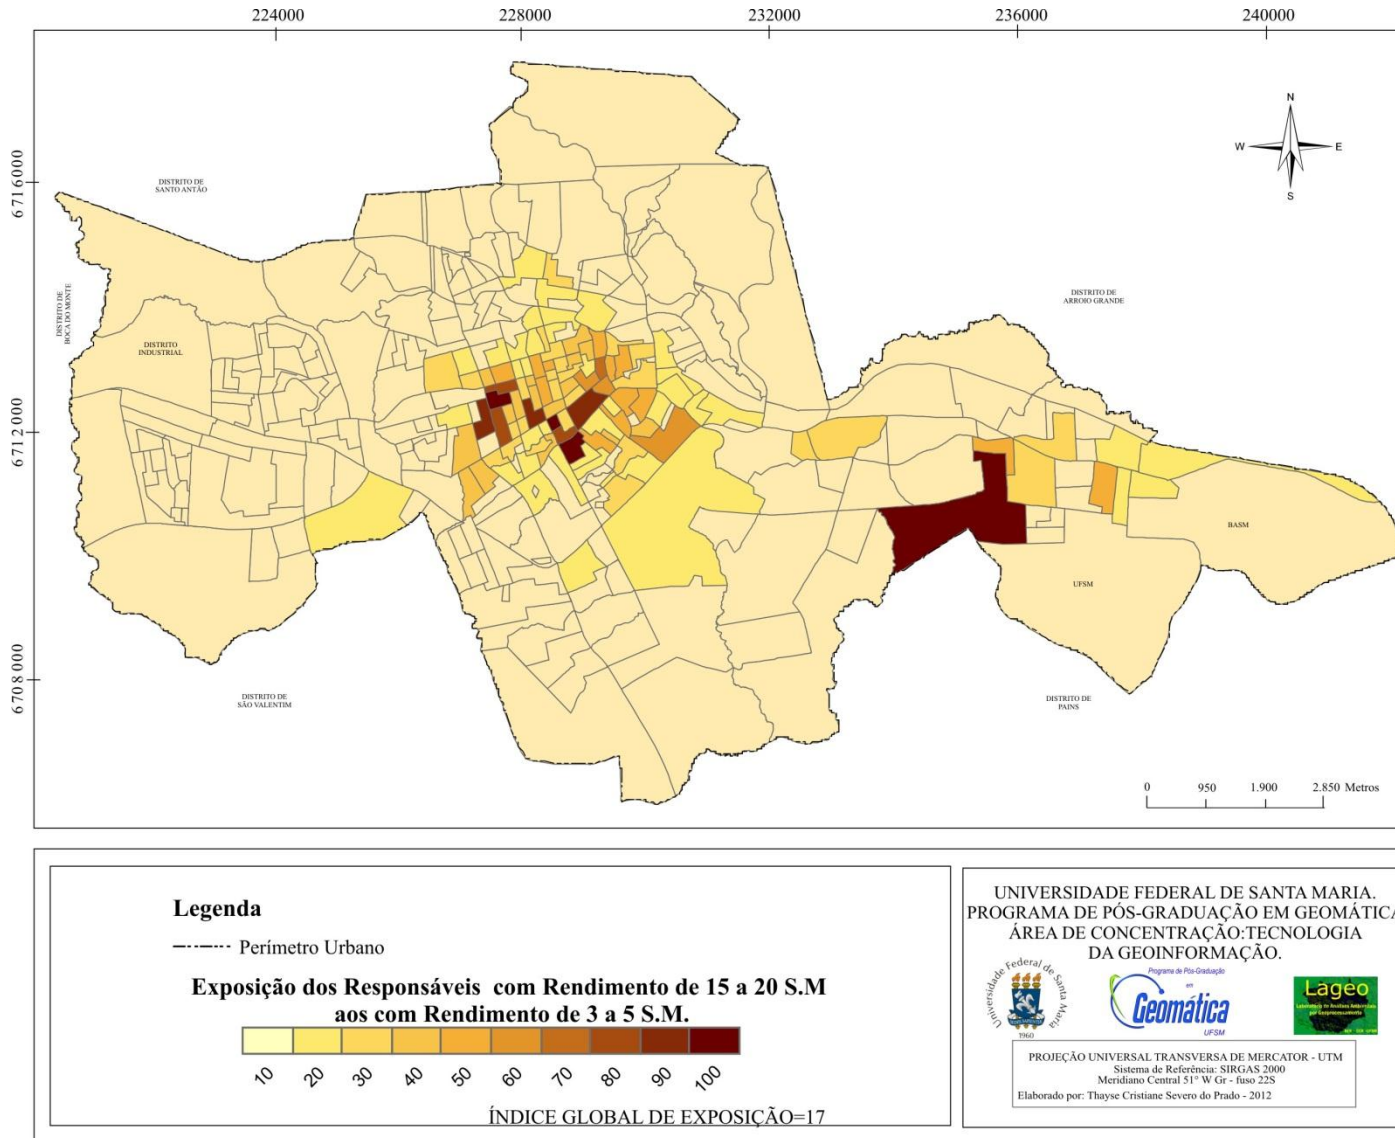 224000 228000 232000 236000 240000
6716000
6712000
6708000
N
W E
S
DISTRITO DE
SANTO ANTÃO
DISTRITO DE
BOCA DO MONTE
DISTRITO
INDUSTRIAL
DISTRITO DE
ARROIO GRANDE
BASM
UFSM
DISTRITO DE
SÃO VALENTIM
DISTRITO DE
PAINS
0 950 1.900 2.850 Metros
Legenda
Perímetro Urbano
Exposição dos Responsáveis com Rendimento de 15 a 20 S.M
aos com Rendimento de 3 a 5 S.M.
10 20 30 40 50 60 70 80 90 100
ÍNDICE GLOBAL DE EXPOSIÇÃO=17
UNIVERSIDADE FEDERAL DE SANTA MARIA.
PROGRAMA DE PÓS-GRADUAÇÃO EM GEOMÁTICA
ÁREA DE CONCENTRAÇÃO:TECNOLOGIA
DA GEOINFORMAÇÃO.
Universidade Federal de Santa Maria
1960
Programa de Pós-Graduação
em
Geomática
UFSM
Lageo
PROJEÇÃO UNIVERSAL TRANSVERSA DE MERCATOR - UTM
Sistema de Referência: SIRGAS 2000
Meridiano Central 51° W Gr - fuso 22S
Elaborado por: Thayse Cristiane Severo do Prado - 2012